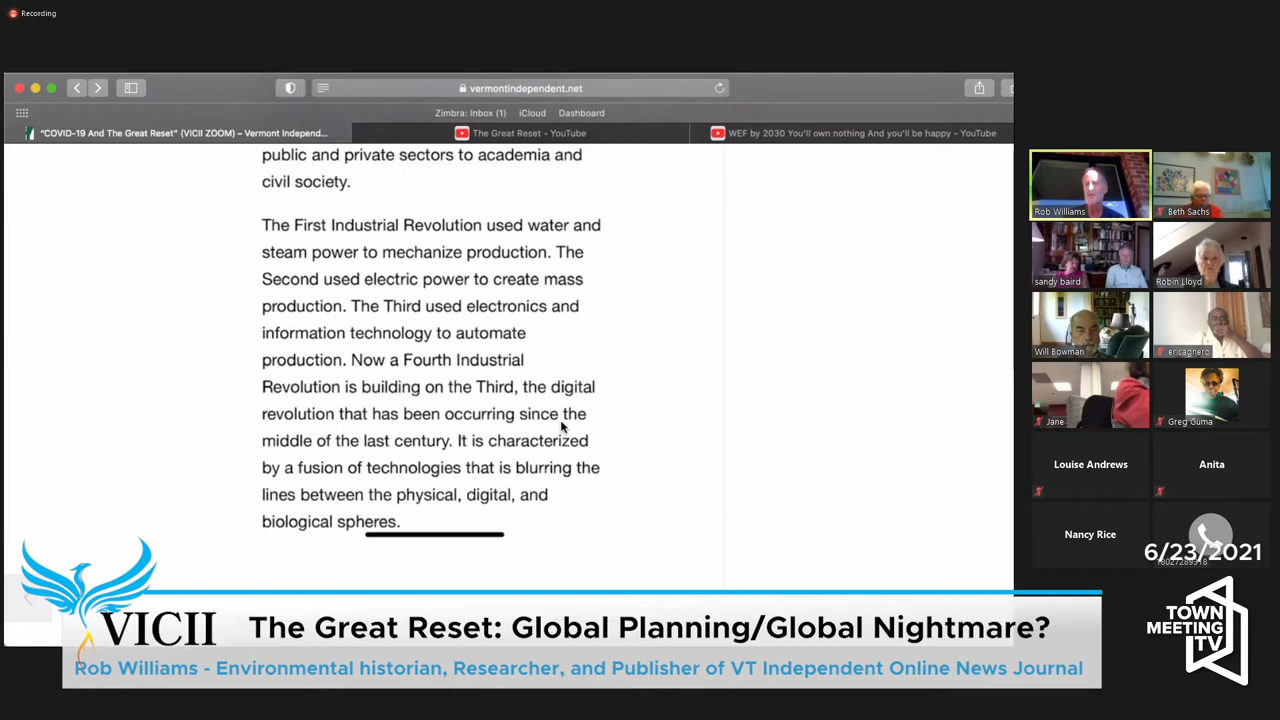 Recording
vermontindependent.net
Zimbra: Inbox (1) iCloud Dashboard
"COVID-19 And The Great Reset" (VICII ZOOM) – Vermont Independ...
The Great Reset - YouTube
WEF by 2030 You'll own nothing And you'll be happy - YouTube
public and private sectors to academia and
civil society.
The First Industrial Revolution used water and
steam power to mechanize production. The
Second used electric power to create mass
production. The Third used electronics and
information technology to automate
production. Now a Fourth Industrial
Revolution is building on the Third, the digital
revolution that has been occurring since the
middle of the last century. It is characterized
by a fusion of technologies that is blurring the
lines between the physical, digital, and
biological spheres.
Rob Williams
Beth Sachs
sandy baird
Robin Lloyd
Will Bowman
ericagnero
Jane
Greg Guma
Louise Andrews
Anita
Nancy Rice
6/23/2021
VICII
The Great Reset: Global Planning/Global Nightmare?
Rob Williams - Environmental historian, Researcher, and Publisher of VT Independent Online News Journal
TOWN
MEETING
TV